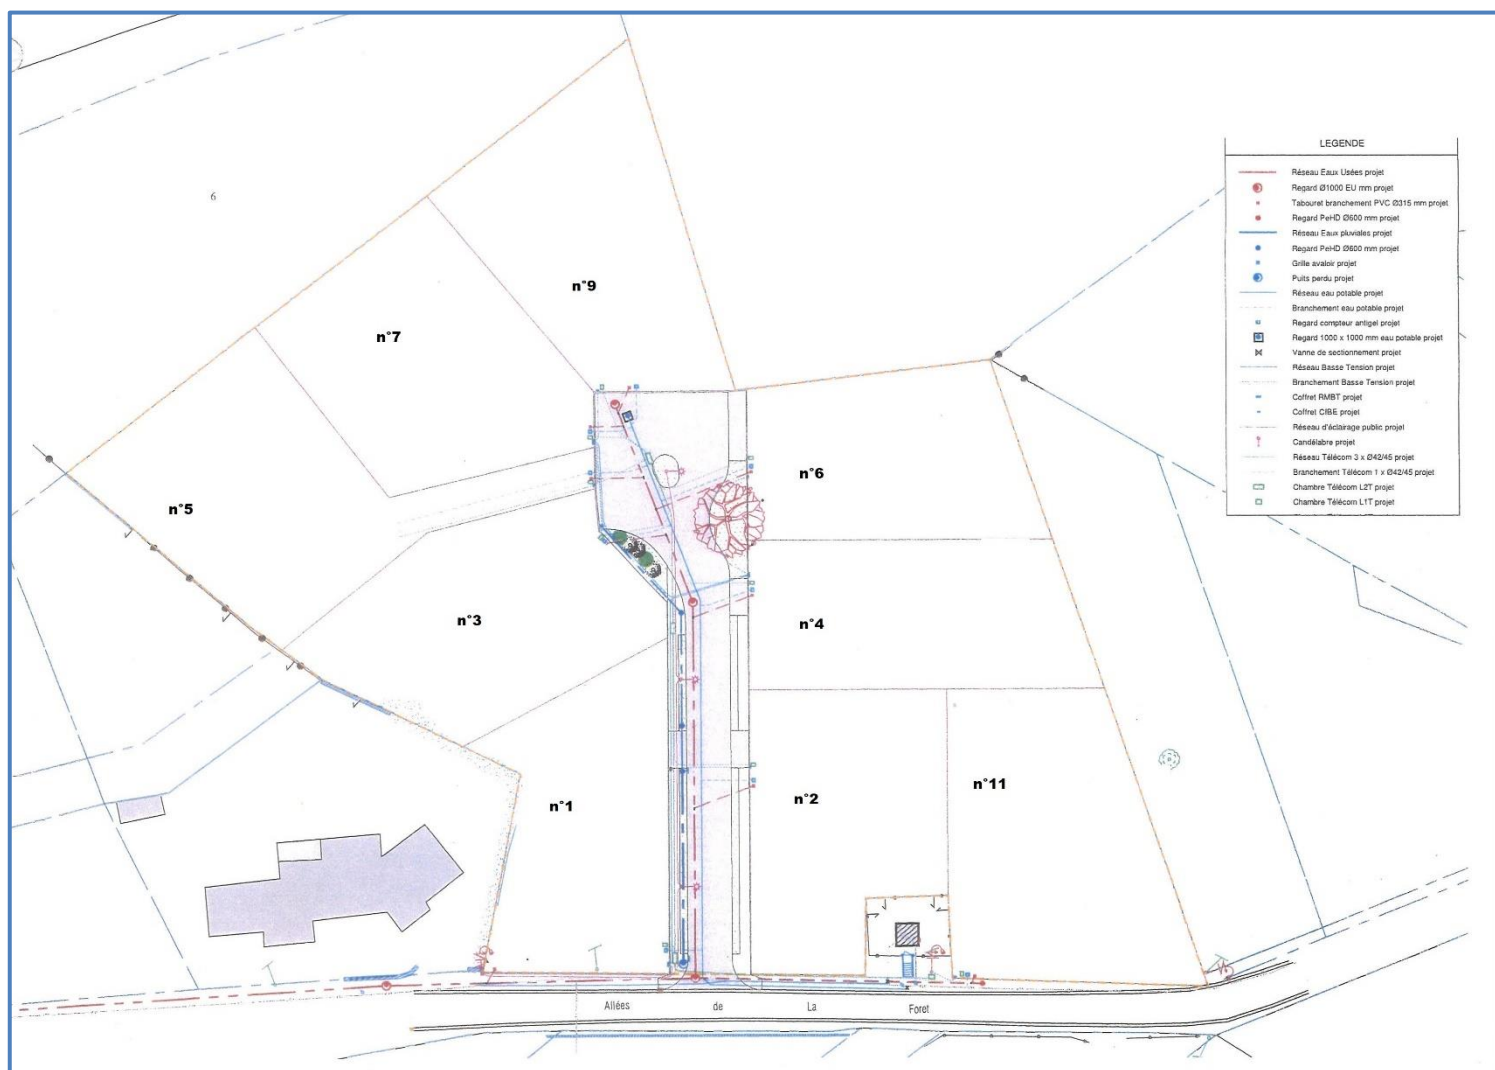 6
n°9
n°7
n°5
n°6
n°3
n°4
n°1
n°2
n°11
Allées de La Foret
LEGENDE
Réseau Eaux Usées projet
Regard Ø1000 EU mm projet
Tabouret branchement PVC Ø315 mm projet
Regard PeHD Ø600 mm projet
Réseau Eaux pluviales projet
Regard PeHD Ø600 mm projet
Grille avaloir projet
Puits perdu projet
Réseau eau potable projet
Branchement eau potable projet
Regard compteur antigel projet
Regard 1000 x 1000 mm eau potable projet
Vanne de sectionnement projet
Réseau Basse Tension projet
Branchement Basse Tension projet
Coffret RMBT projet
Coffret CIBE projet
Réseau d'éclairage public projet
Candélabre projet
Réseau Télécom 3 x Ø42/45 projet
Branchement Télécom 1 x Ø42/45 projet
Chambre Télécom L2T projet
Chambre Télécom L1T projet